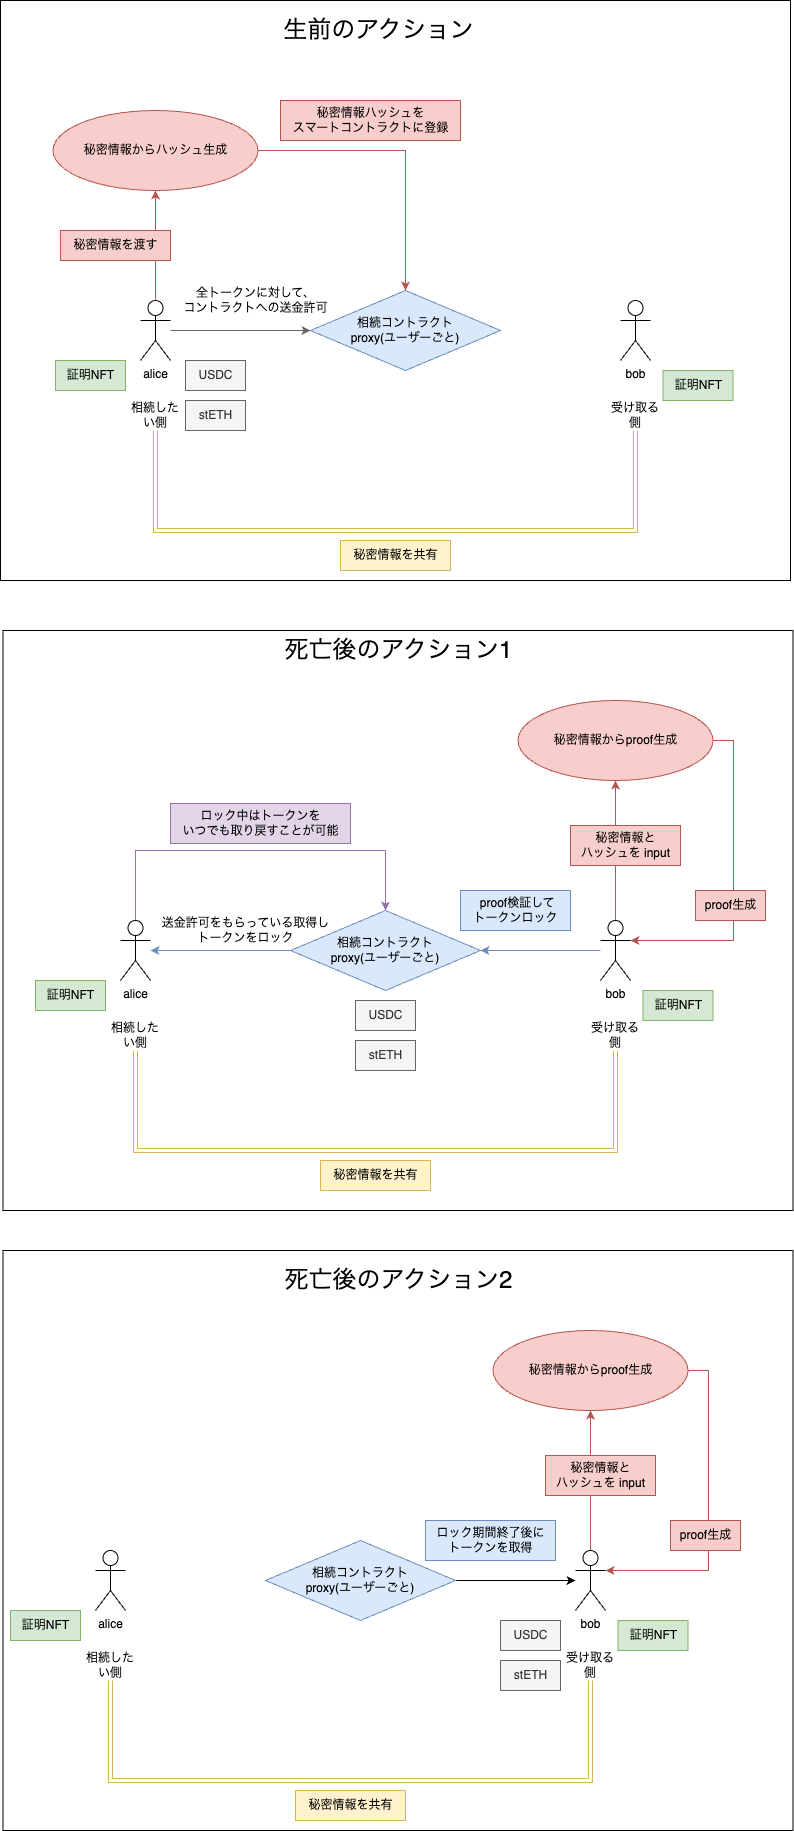 生前のアクション
秘密情報ハッシュを
スマートコントラクトに登録
秘密情報からハッシュ生成
秘密情報を渡す
全トークンに対して、
コントラクトへの送金許可
相続コントラクト
proxy(ユーザーごと)
alice
bob
証明NFT
USDC
証明NFT
相続した
い側
stETH
受け取る
側
秘密情報を共有
死亡後のアクション1
秘密情報からproof生成
ロック中はトークンを
いつでも取り戻すことが可能
秘密情報と
ハッシュを input
proof検証して
トークンロック
proof生成
送金許可をもらっている取得し
トークンをロック
相続コントラクト
proxy(ユーザーごと)
alice
bob
証明NFT
証明NFT
USDC
相続した
い側
受け取る
側
stETH
秘密情報を共有
死亡後のアクション2
秘密情報からproof生成
秘密情報と
ハッシュを input
ロック期間終了後に
トークンを取得
proof生成
相続コントラクト
proxy(ユーザーごと)
alice
bob
証明NFT
USDC
証明NFT
相続した
い側
stETH
受け取る
側
秘密情報を共有